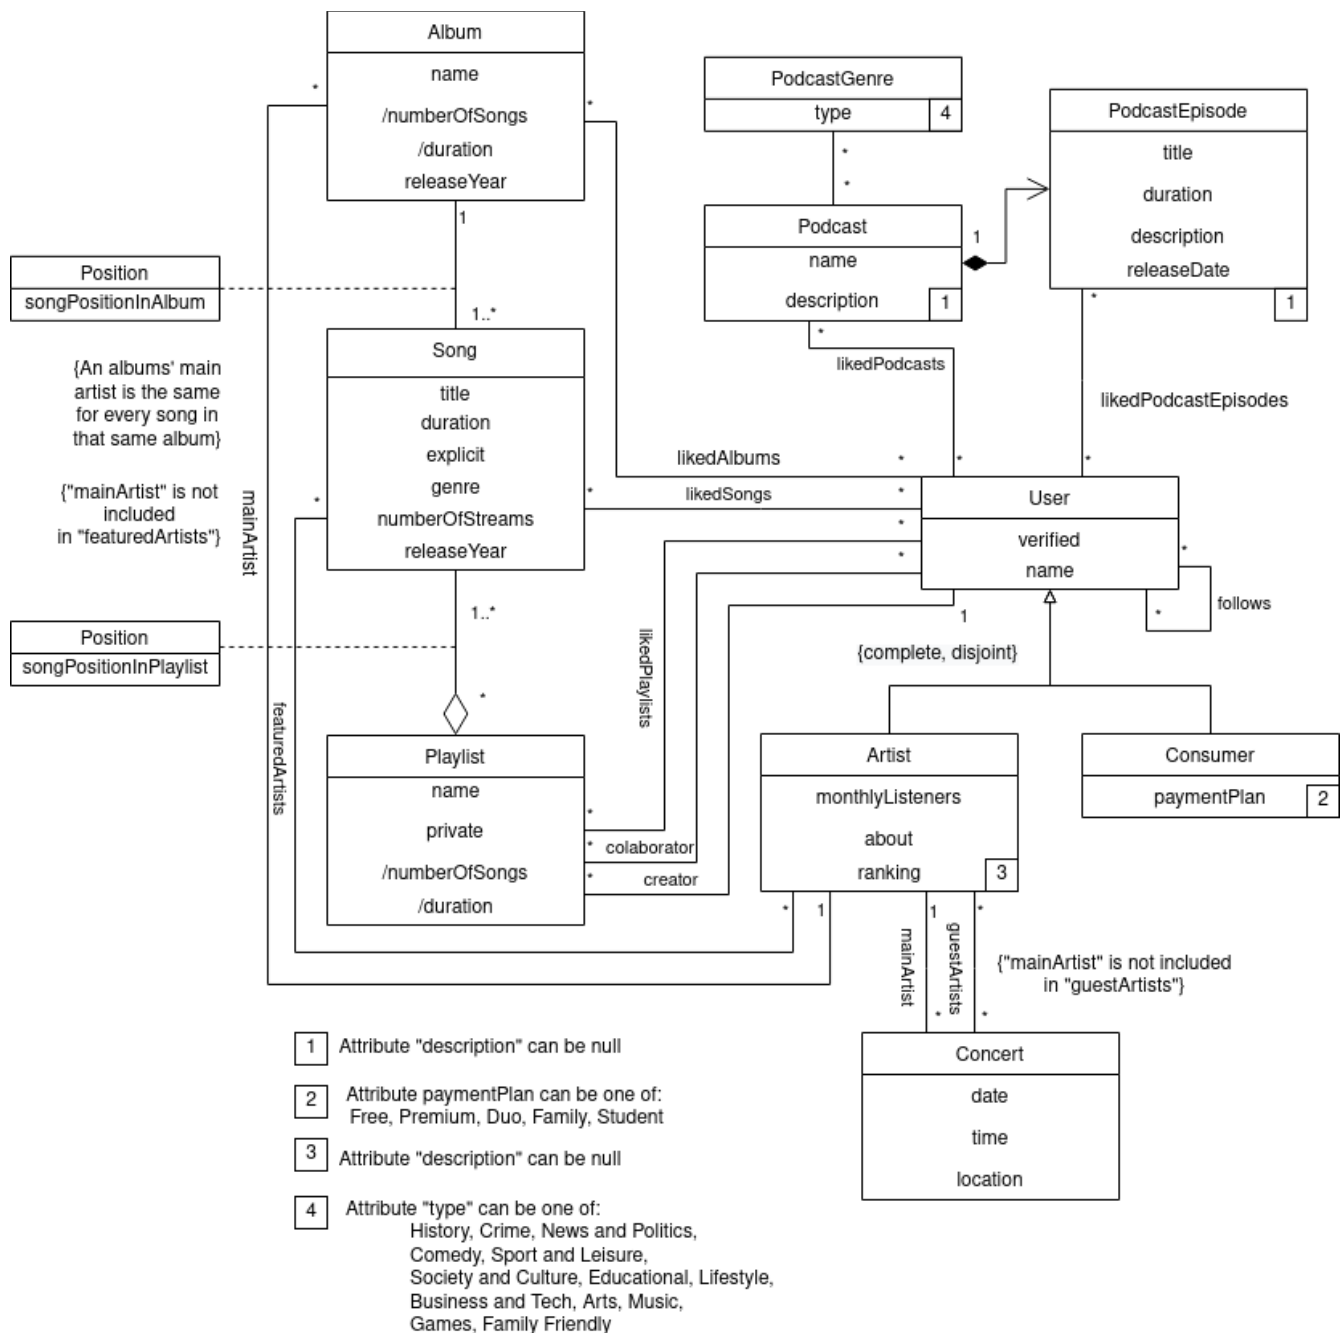 Album
name
/numberOfSongs
/duration
releaseYear
*
*
1
PodcastGenre
type
4
*
*
PodcastEpisode
title
duration
description
releaseDate
1
*
Podcast
name
description
1
1
*
likedPodcasts
likedPodcastEpisodes
Position
songPositionInAlbum
1..*
{An albums' main
artist is the same
for every song in
that same album}
{"mainArtist" is not
included
in "featuredArtists"}
mainArtist
Song
title
duration
explicit
genre
numberOfStreams
releaseYear
*
*
1..*
likedAlbums
*
*
*
likedSongs
*
*
*
User
verified
name
*
*
follows
1
{complete, disjoint}
Position
songPositionInPlaylist
featuredArtists
likedPlaylists
*
Playlist
name
private
/numberOfSongs
/duration
*
*
colaborator
*
creator
Artist
monthlyListeners
about
ranking
3
Consumer
paymentPlan
2
*
1
1
*
mainArtist
guestArtists
{"mainArtist" is not included
in "guestArtists"}
*
*
Concert
date
time
location
1
Attribute "description" can be null
2
Attribute paymentPlan can be one of:
Free, Premium, Duo, Family, Student
3
Attribute "description" can be null
4
Attribute "type" can be one of:
History, Crime, News and Politics,
Comedy, Sport and Leisure,
Society and Culture, Educational, Lifestyle,
Business and Tech, Arts, Music,
Games, Family Friendly